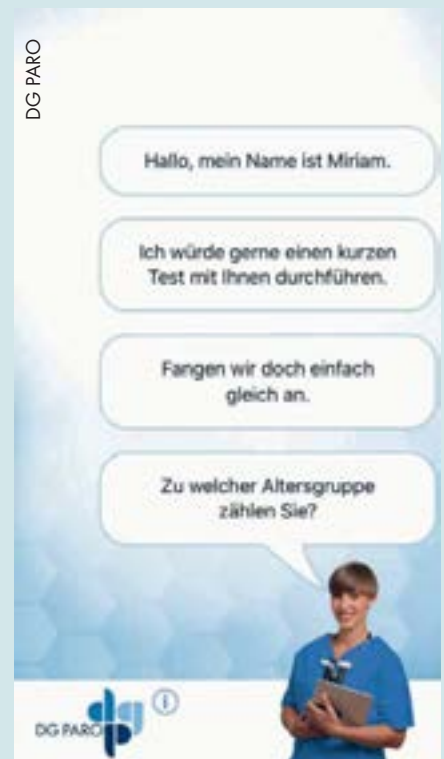 DG PARO
Hallo, mein Name ist Miriam.
Ich würde gerne einen kurzen
Test mit Ihnen durchführen.
Fangen wir doch einfach
gleich an.
Zu welcher Altersgruppe
zählen Sie?
DG PARO
dgp
i